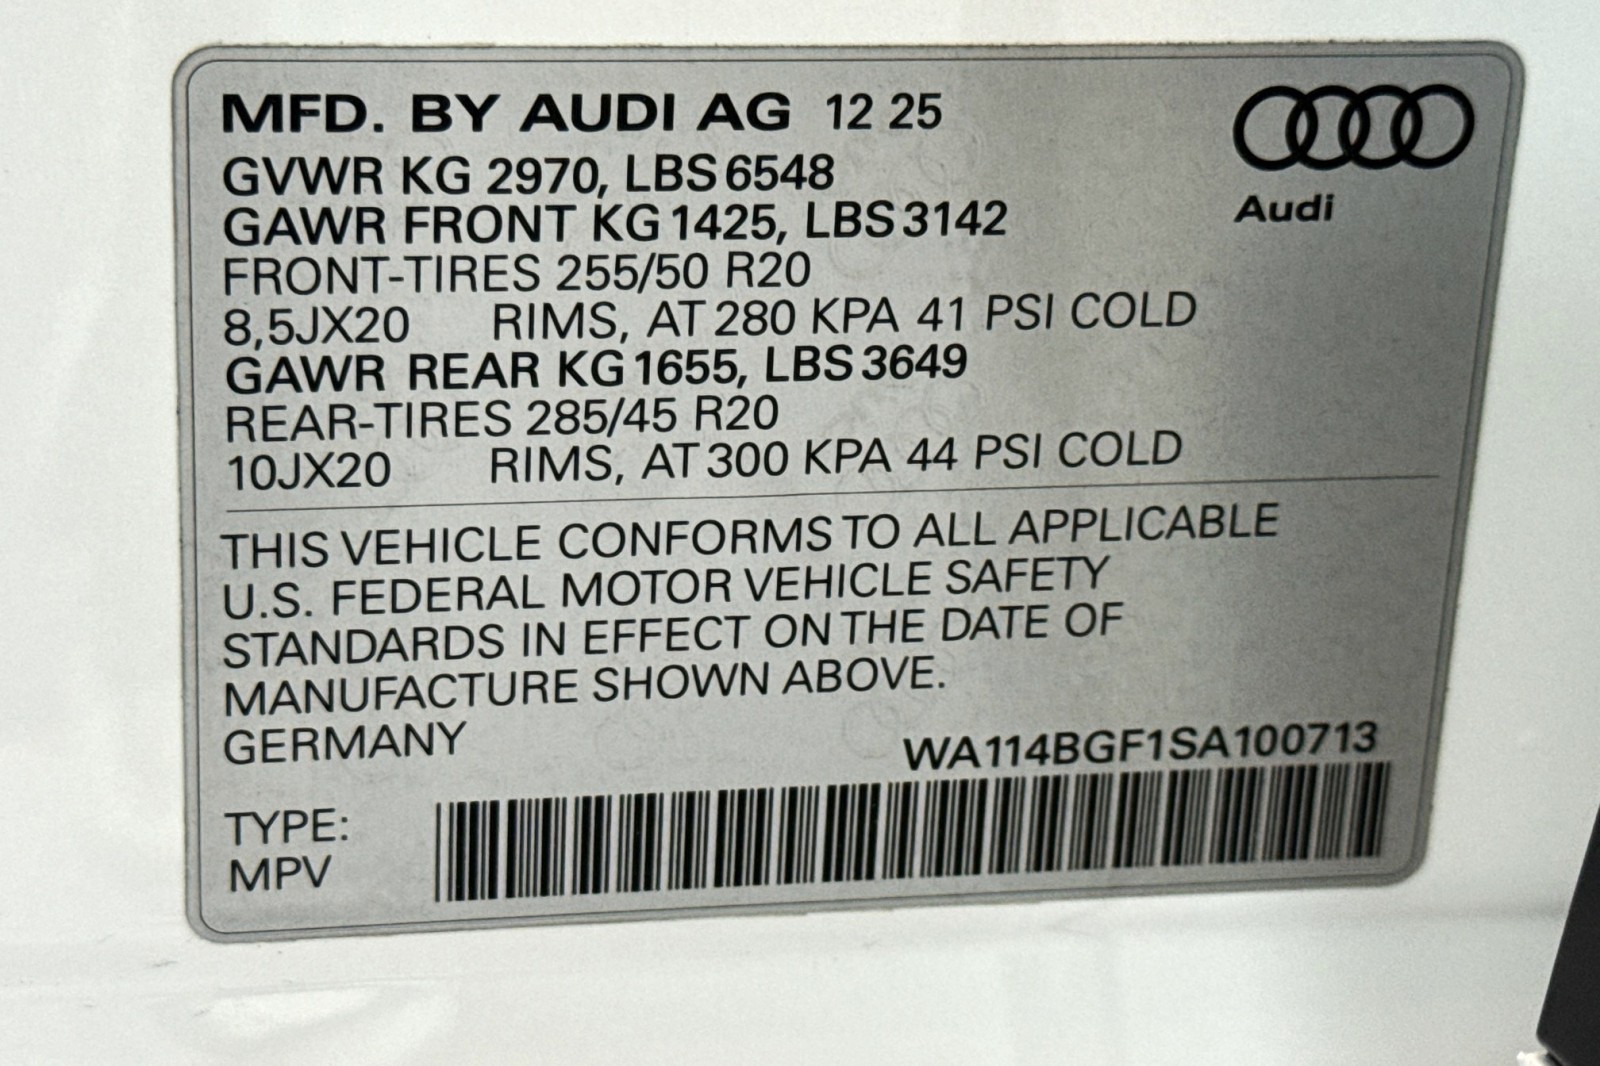 MFD. BY AUDI AG 12 25
GVWR KG 2970, LBS 6548
GAWR FRONT KG 1425, LBS 3142
FRONT-TIRES 255/50 R20
8,5JX20 RIMS, AT 280 KPA 41 PSI COLD
GAWR REAR KG 1655, LBS 3649
REAR-TIRES 285/45 R20
10JX20 RIMS, AT 300 KPA 44 PSI COLD
Audi
THIS VEHICLE CONFORMS TO ALL APPLICABLE
U.S. FEDERAL MOTOR VEHICLE SAFETY
STANDARDS IN EFFECT ON THE DATE OF
MANUFACTURE SHOWN ABOVE.
GERMANY
WA114BGF1SA100713
TYPE:
MPV